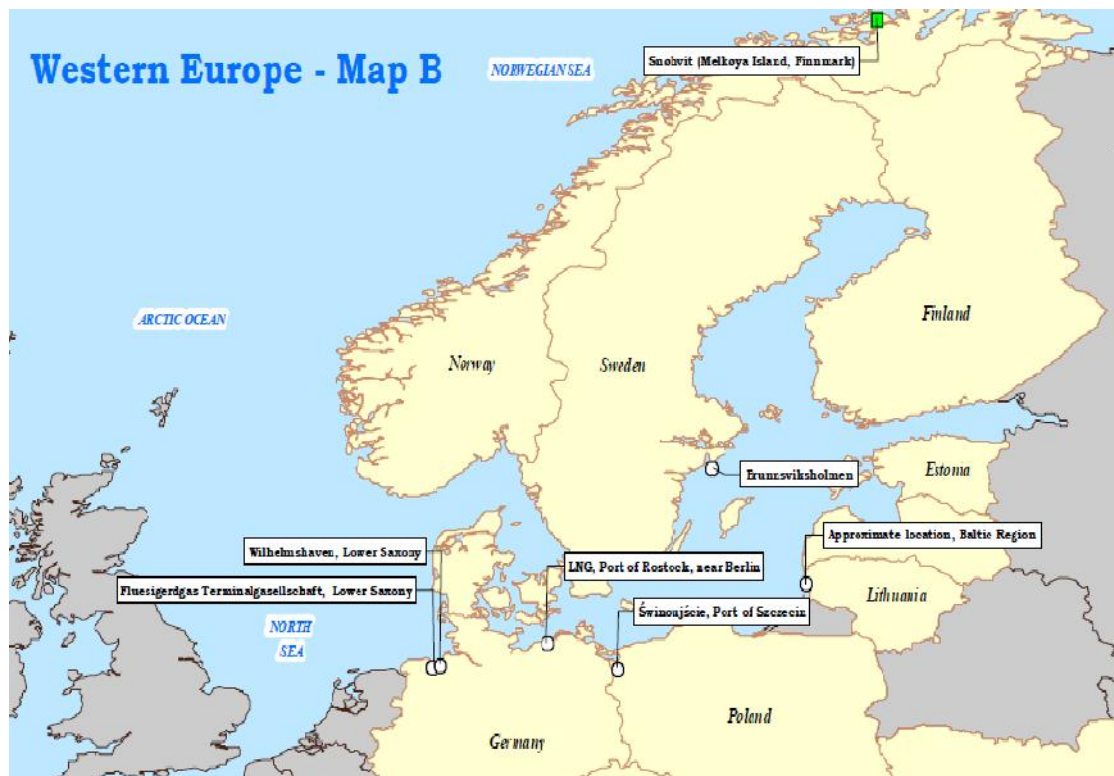 Western Europe - Map B
NORWEGIAN SEA
Snohvit (Melkoya Island, Finnmark)
ARCTIC OCEAN
Norway
Sweden
Finland
Brunnsviksholmen
Estonia
Approximate location, Baltic Region
Wilhelmshaven, Lower Saxony
LNG, Port of Rostock, near Berlin
Fluesigerdgas Terminalgasellschaft, Lower Saxony
Świnoujście, Port of Szczecin
Lithuania
NORTH
SEA
Poland
Germany